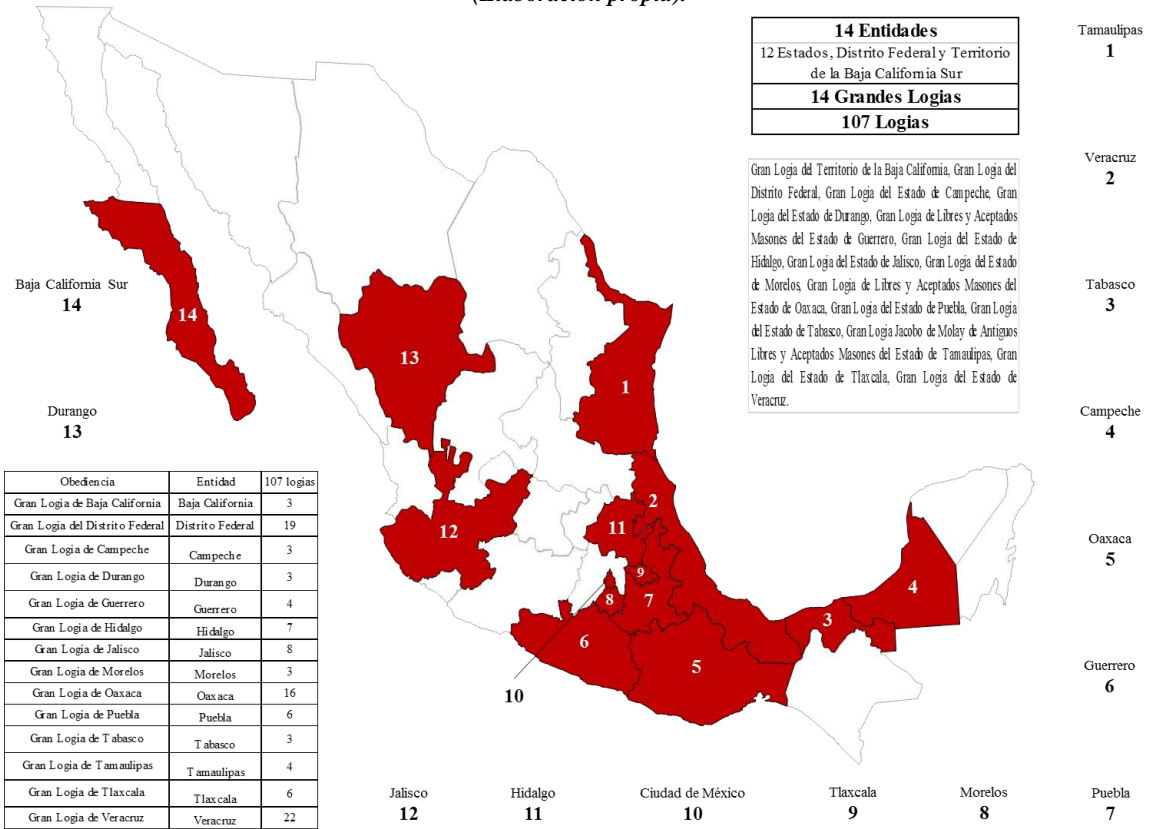 (Elaboración propia).
14 Entidades
12 Estados, Distrito Federal y Territorio
de la Baja California Sur
14 Grandes Logias
107 Logias
Gran Logia del Territorio de la Baja California, Gran Logia del
Distrito Federal, Gran Logia del Estado de Campeche, Gran
Logia del Estado de Durango, Gran Logia de Libres y Aceptados
Masones del Estado de Guerrero, Gran Logia del Estado de
Hidalgo, Gran Logia del Estado de Jalisco, Gran Logia del Estado
de Morelos, Gran Logia de Libres y Aceptados Masones del
Estado de Oaxaca, Gran Logia del Estado de Puebla, Gran Logia
del Estado de Tabasco, Gran Logia Jacobo de Molay de Antiguos
Libres y Aceptados Masones del Estado de Tamaulipas, Gran
Logia del Estado de Tlaxcala, Gran Logia del Estado de
Veracruz.
Tamaulipas
1
Veracruz
2
Tabasco
3
Campeche
4
Oaxaca
5
Guerrero
6
Puebla
7
Morelos
8
Tlaxcala
9
Ciudad de México
10
Hidalgo
11
Jalisco
12
Durango
13
Baja California Sur
14
14
13
1
2
12
11
9
8
7
6
5
3
4
10
Obediencia Entidad 107 logias
Gran Logia de Baja California Baja California 3
Gran Logia del Distrito Federal Distrito Federal 19
Gran Logia de Campeche Campeche 3
Gran Logia de Durango Durango 3
Gran Logia de Guerrero Guerrero 4
Gran Logia de Hidalgo Hidalgo 7
Gran Logia de Jalisco Jalisco 8
Gran Logia de Morelos Morelos 3
Gran Logia de Oaxaca Oaxaca 16
Gran Logia de Puebla Puebla 6
Gran Logia de Tabasco Tabasco 3
Gran Logia de Tamaulipas Tamaulipas 4
Gran Logia de Tlaxcala Tlaxcala 6
Gran Logia de Veracruz Veracruz 22